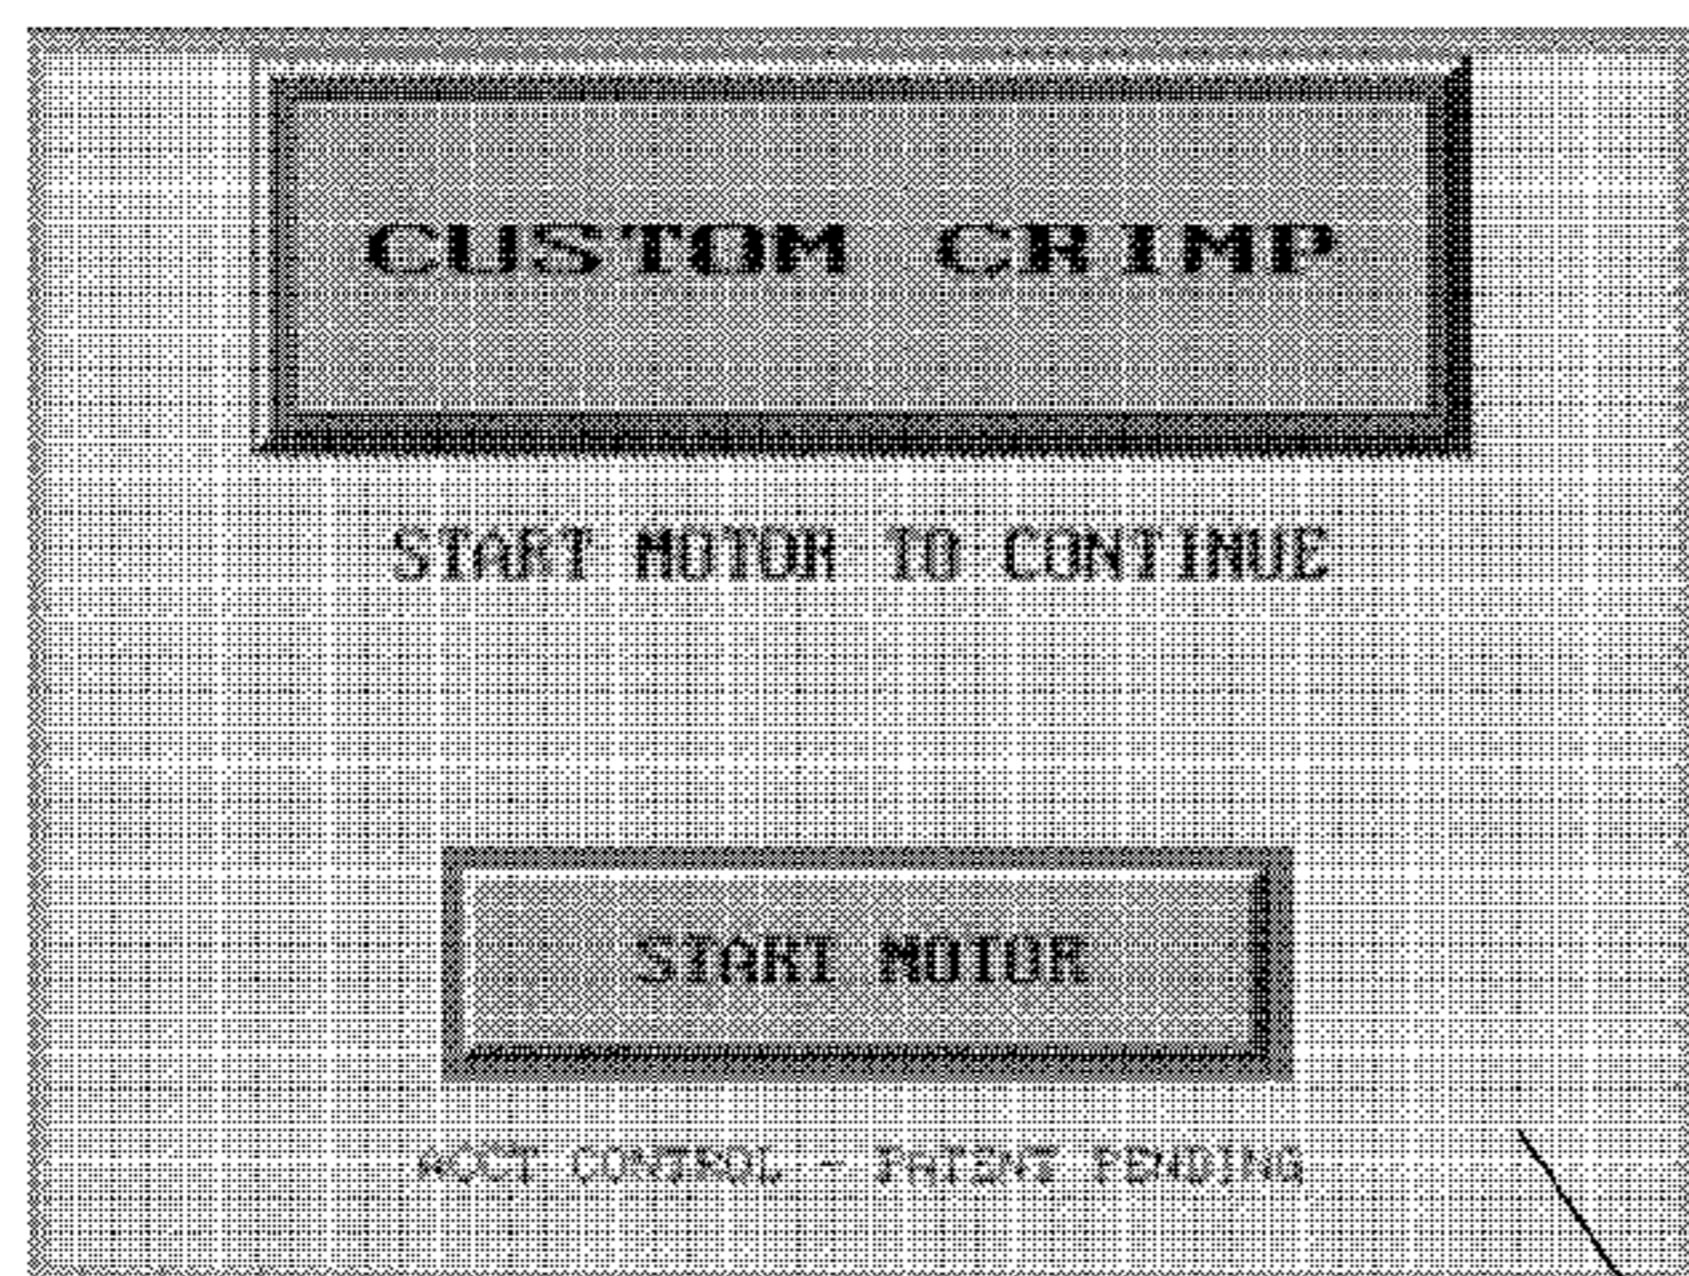 CUSTOM CRIMP
START MOTOR TO CONTINUE
START MOTOR
ACCT CONTROL - PATENT PENDING